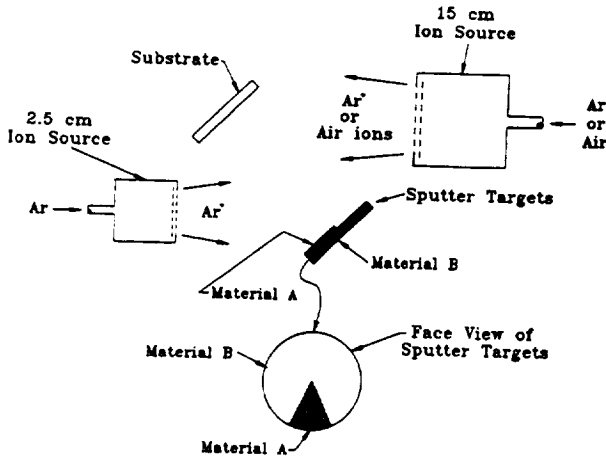 15 cm
Ion Source
Substrate
Ar⁺
or
Air ions
Ar
or
Air
2.5 cm
Ion Source
Ar
Ar⁺
Sputter Targets
Material B
Material A
Face View of
Sputter Targets
Material B
Material A